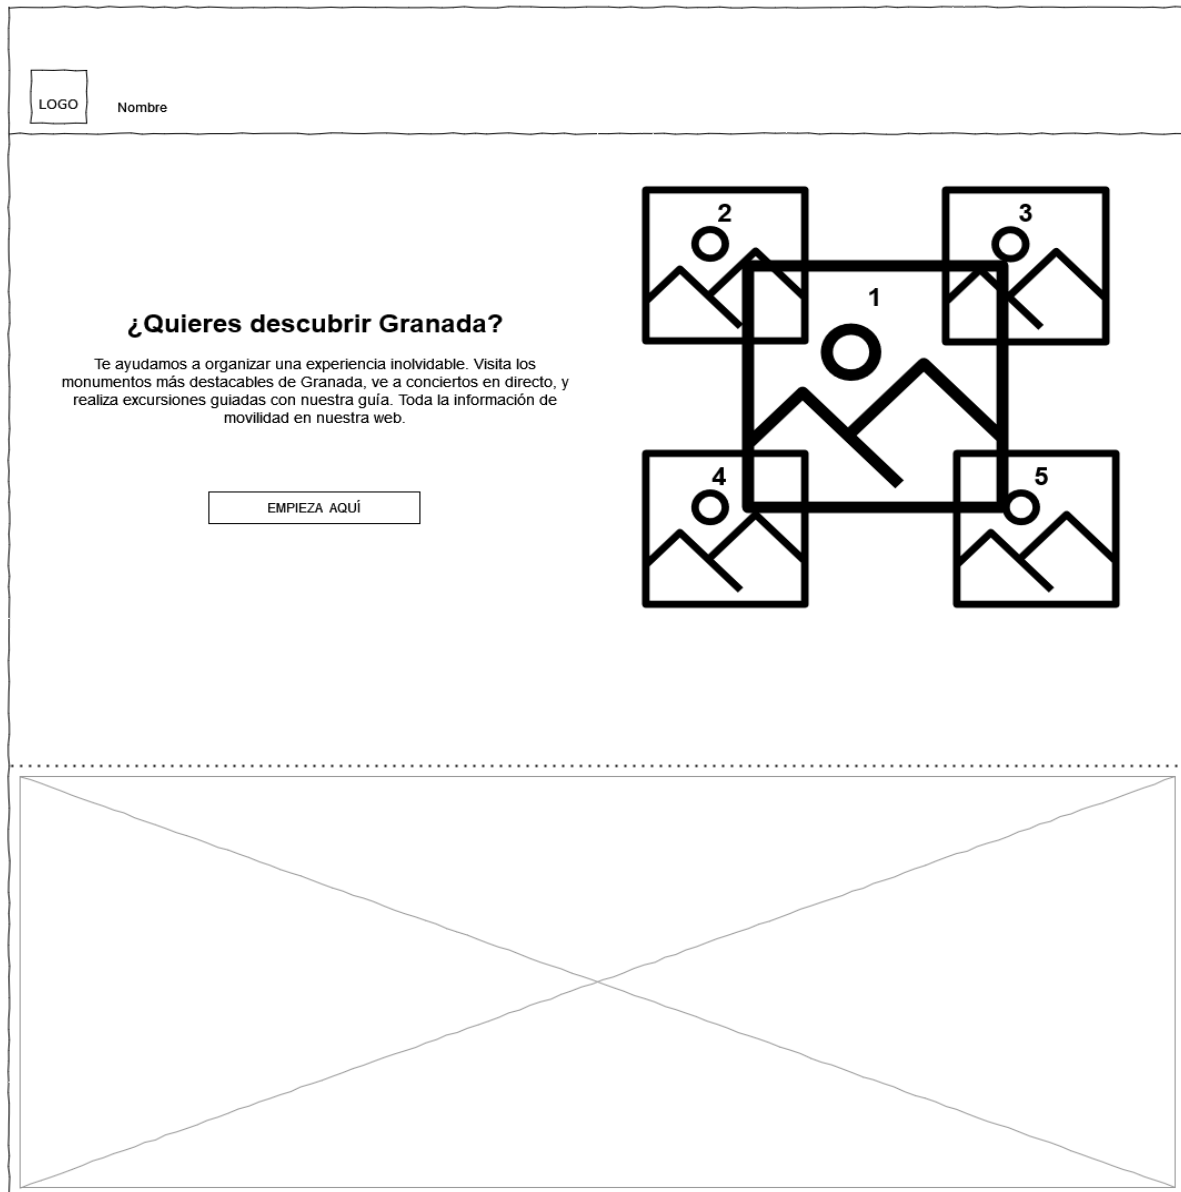 LOGO
Nombre
¿Quieres descubrir Granada?
Te ayudamos a organizar una experiencia inolvidable. Visita los
monumentos más destacables de Granada, ve a conciertos en directo, y
realiza excursiones guiadas con nuestra guía. Toda la información de
movilidad en nuestra web.
EMPIEZA AQUÍ
2
3
1
4
5